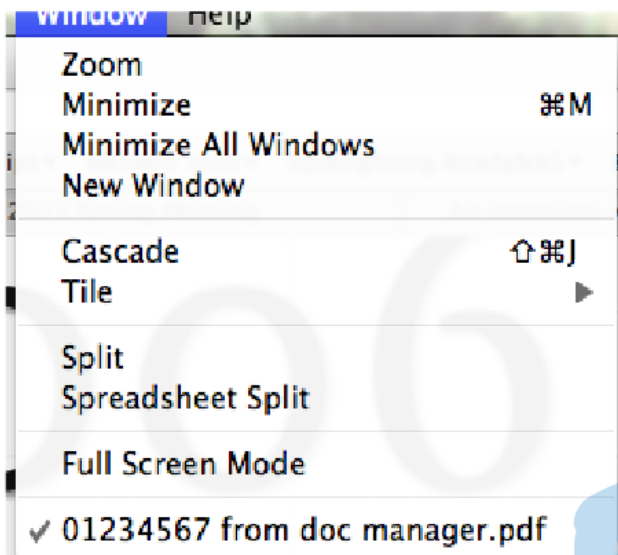 Window Help
Zoom
Minimize ⌘M
Minimize All Windows
New Window
Cascade ⇧⌘J
Tile ▶
Split
Spreadsheet Split
Full Screen Mode
✓ 01234567 from doc manager.pdf